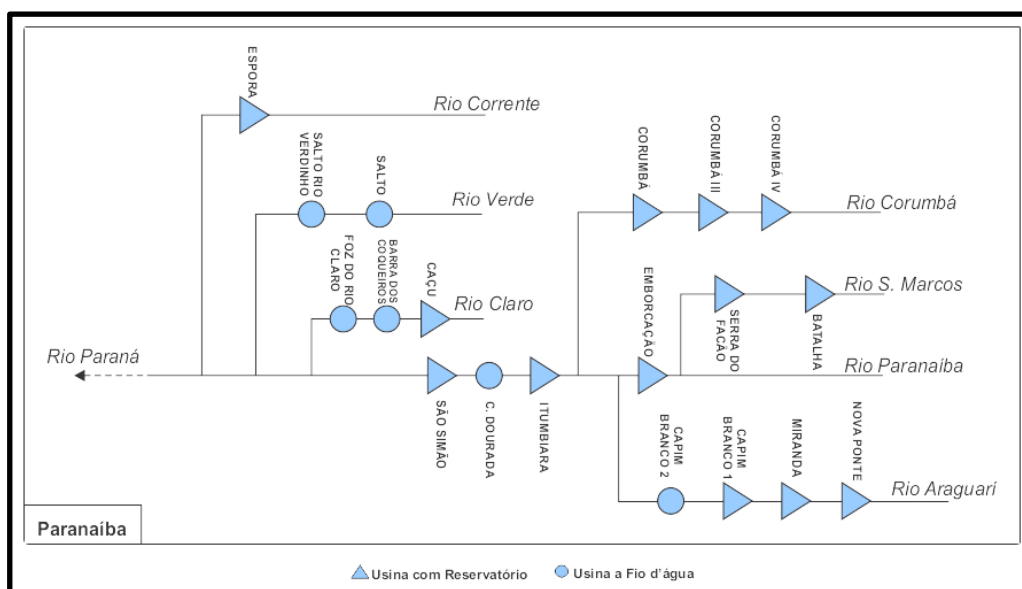 ESPORA
Rio Corrente
SALTO RIO
VERDINHO
SALTO
Rio Verde
CORUMBÁ
CORUMBÁ III
CORUMBÁ IV
Rio Corumbá
FOZ DO RIO
CLARO
BARRA DOS
COQUEIROS
CAÇU
Rio Claro
EMBORCAÇÃO
SERRA DO
FACÃO
BATALHA
Rio S. Marcos
Rio Paraná
Rio Paranaíba
SÃO SIMÃO
C. DOURADA
ITUMBIARA
CAPIM
BRANCO 2
CAPIM
BRANCO 1
MIRANDA
NOVA PONTE
Rio Araguarí
Paranaíba
Usina com Reservatório
Usina a Fio d'água